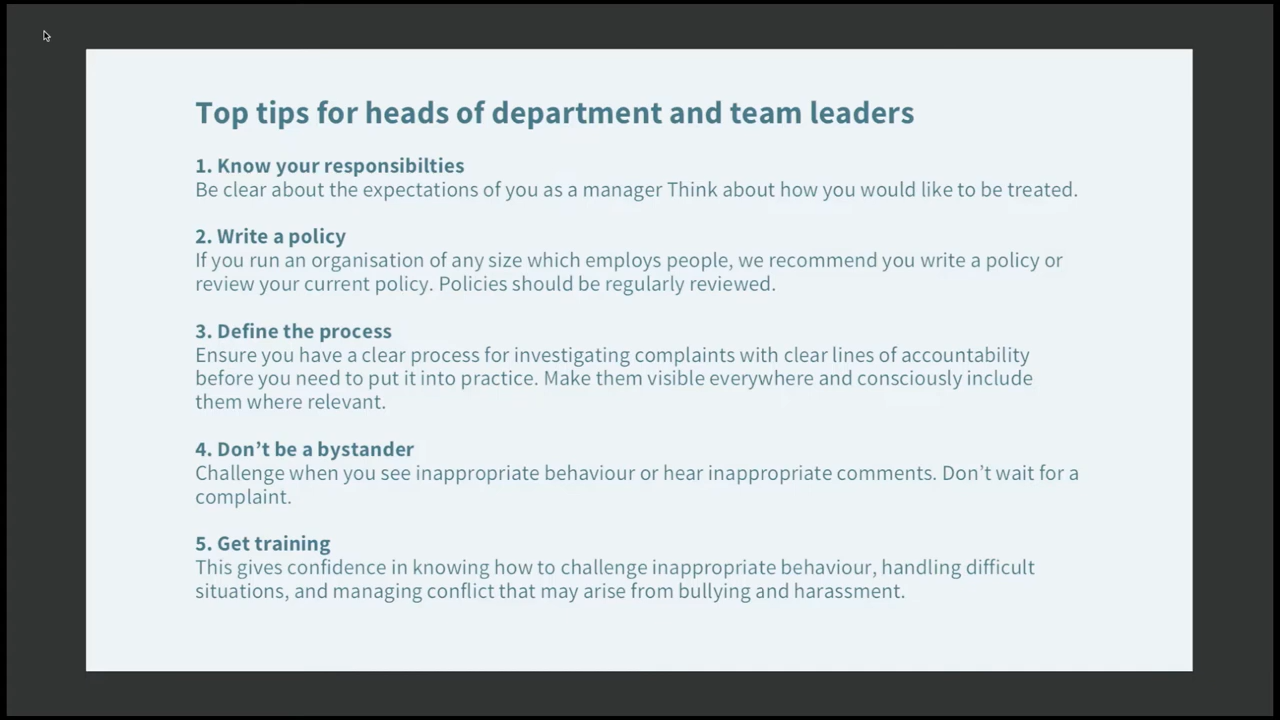 Top tips for heads of department and team leaders
1. Know your responsibilties
Be clear about the expectations of you as a manager Think about how you would like to be treated.
2. Write a policy
If you run an organisation of any size which employs people, we recommend you write a policy or
review your current policy. Policies should be regularly reviewed.
3. Define the process
Ensure you have a clear process for investigating complaints with clear lines of accountability
before you need to put it into practice. Make them visible everywhere and consciously include
them where relevant.
4. Don’t be a bystander
Challenge when you see inappropriate behaviour or hear inappropriate comments. Don’t wait for a
complaint.
5. Get training
This gives confidence in knowing how to challenge inappropriate behaviour, handling difficult
situations, and managing conflict that may arise from bullying and harassment.